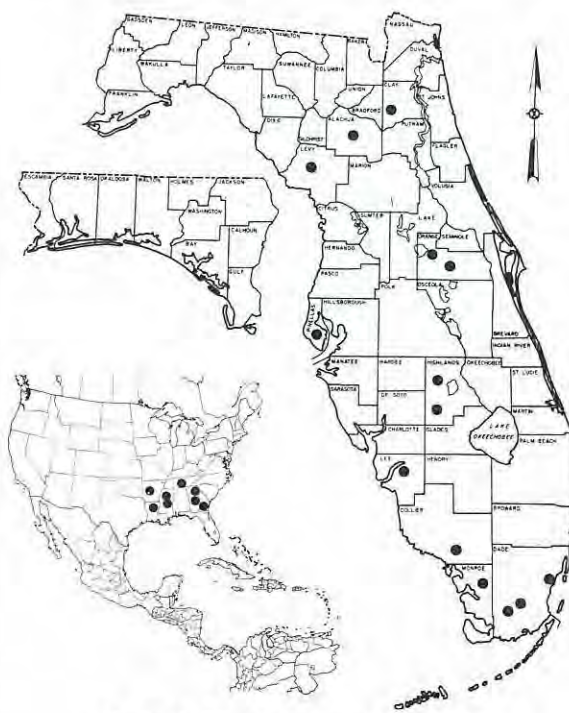 GADSDEN
LEON
JEFFERSON
MADISON
HAMILTON
NASSAU
BAKER
DUVAL
LIBERTY
WAKULLA
TAYLOR
SUWANNEE
COLUMBIA
UNION
BRADFORD
CLAY
ST JOHNS
FRANKLIN
LAFAYETTE
DIXIE
GILCHRIST
ALACHUA
PUTNAM
FLAGLER
LEVY
MARION
VOLUSIA
ESCAMBIA
SANTA ROSA
OKALOOSA
WALTON
HOLMES
JACKSON
WASHINGTON
BAY
CALHOUN
GULF
CITRUS
SUMTER
LAKE
HERNANDO
ORANGE
SEMINOLE
PASCO
POLK
OSCEOLA
PINELLAS
HILLSBOROUGH
BREVARD
INDIAN RIVER
MANATEE
HARDEE
HIGHLANDS
OKEECHOBEE
ST LUCIE
SARASOTA
DE SOTO
MARTIN
CHARLOTTE
GLADES
LAKE
OKEECHOBEE
PALM BEACH
LEE
HENDRY
COLLIER
BROWARD
DADE
MONROE